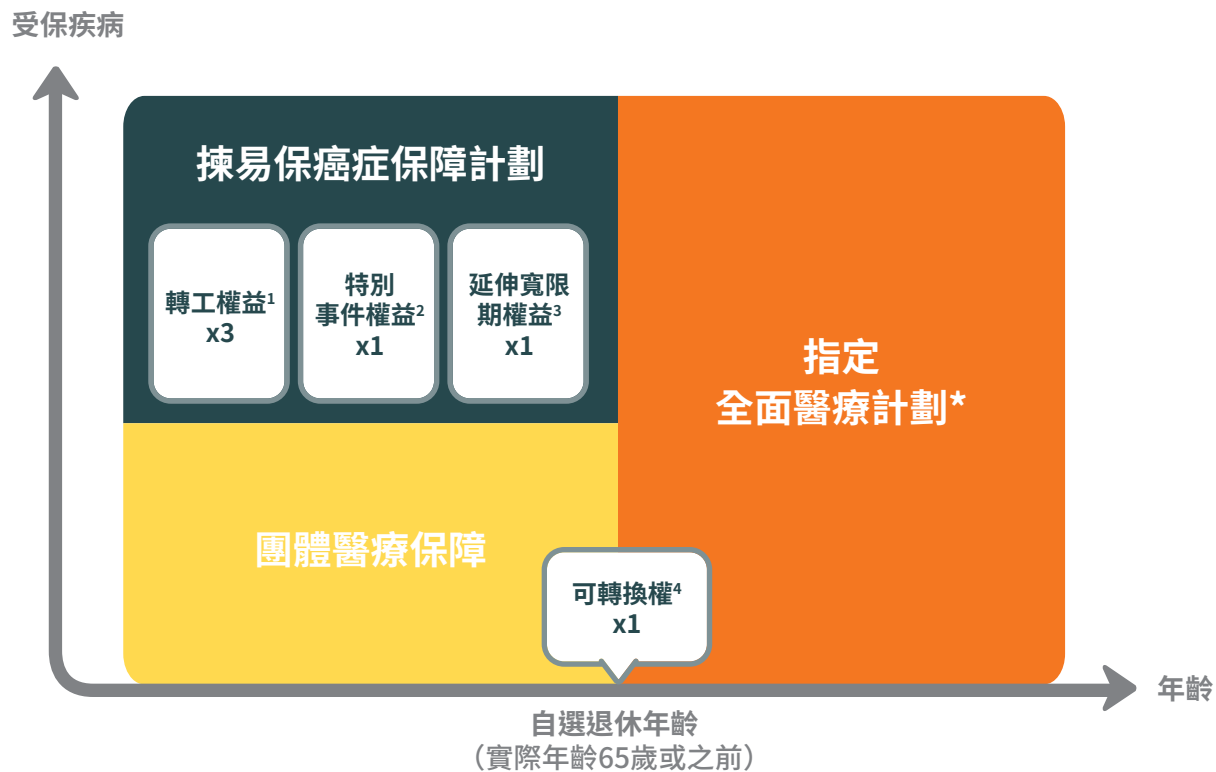 受保疾病
揀易保癌症保障計劃
轉工權益¹
x3
特別
事件權益²
x1
延伸寬限
期權益³
x1
指定
全面醫療計劃*
團體醫療保障
可轉換權⁴
x1
年齡
自選退休年齡
（實際年齡65歲或之前）